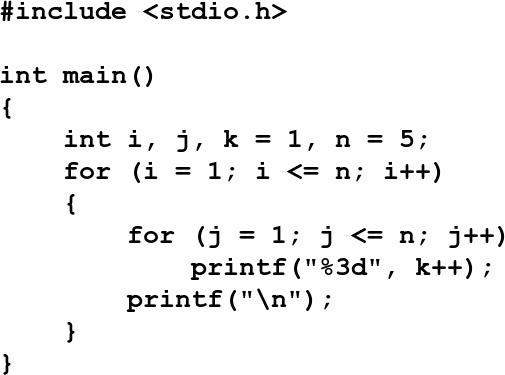 #include <stdio.h>

int main()
{
    int i, j, k = 1, n = 5;
    for (i = 1; i <= n; i++)
    {
        for (j = 1; j <= n; j++)
            printf("%3d", k++);
        printf("\n");
    }
}